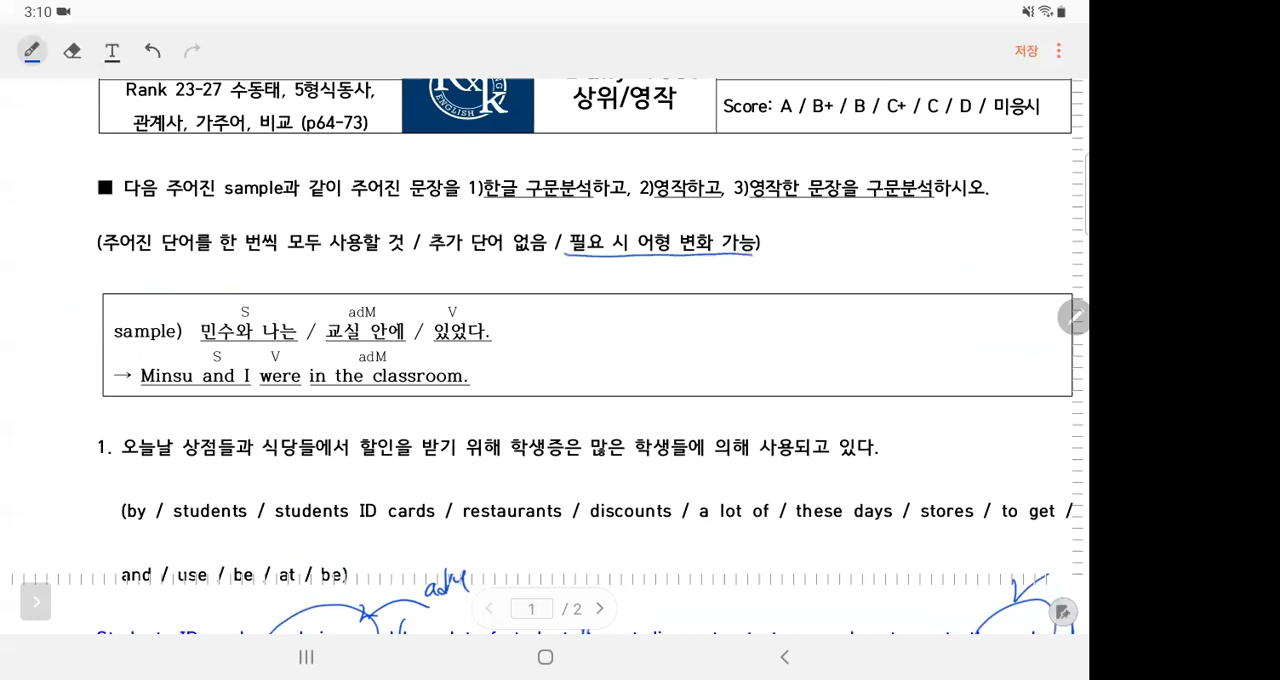 3:10
T
저장
Rank 23-27 수동태, 5형식동사,
관계사, 가주어, 비교 (p64-73)
ENGLISH
상위/영작
Score: A / B+ / B / C+ / C / D / 미응시
■ 다음 주어진 sample과 같이 주어진 문장을 1)한글 구문분석하고, 2)영작하고, 3)영작한 문장을 구문분석하시오.
(주어진 단어를 한 번씩 모두 사용할 것 / 추가 단어 없음 / 필요 시 어형 변화 가능)
S adM V
sample) 민수와 나는 / 교실 안에 / 있었다.
S V adM
→ Minsu and I were in the classroom.
1. 오늘날 상점들과 식당들에서 할인을 받기 위해 학생증은 많은 학생들에 의해 사용되고 있다.
(by / students / students ID cards / restaurants / discounts / a lot of / these days / stores / to get /
and / use / be / at / be)
adM
1 / 2